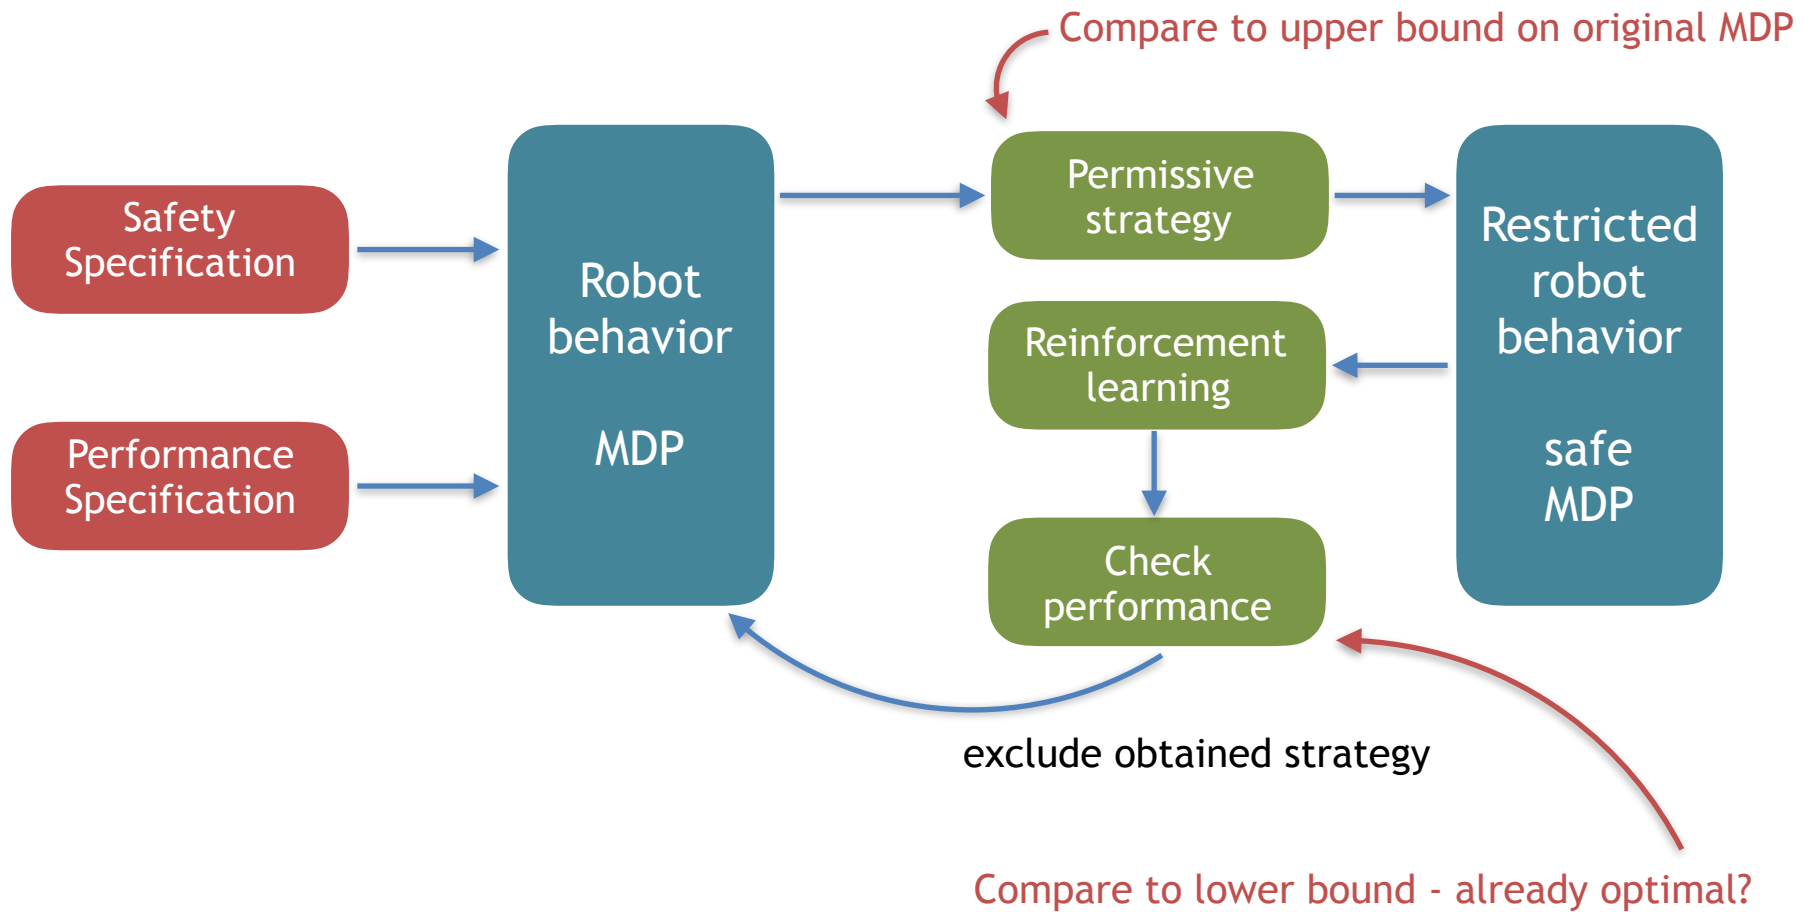 Compare to upper bound on original MDP
Safety
Specification
Performance
Specification
Robot
behavior
MDP
Permissive
strategy
Reinforcement
learning
Check
performance
Restricted
robot
behavior
safe
MDP
exclude obtained strategy
Compare to lower bound - already optimal?